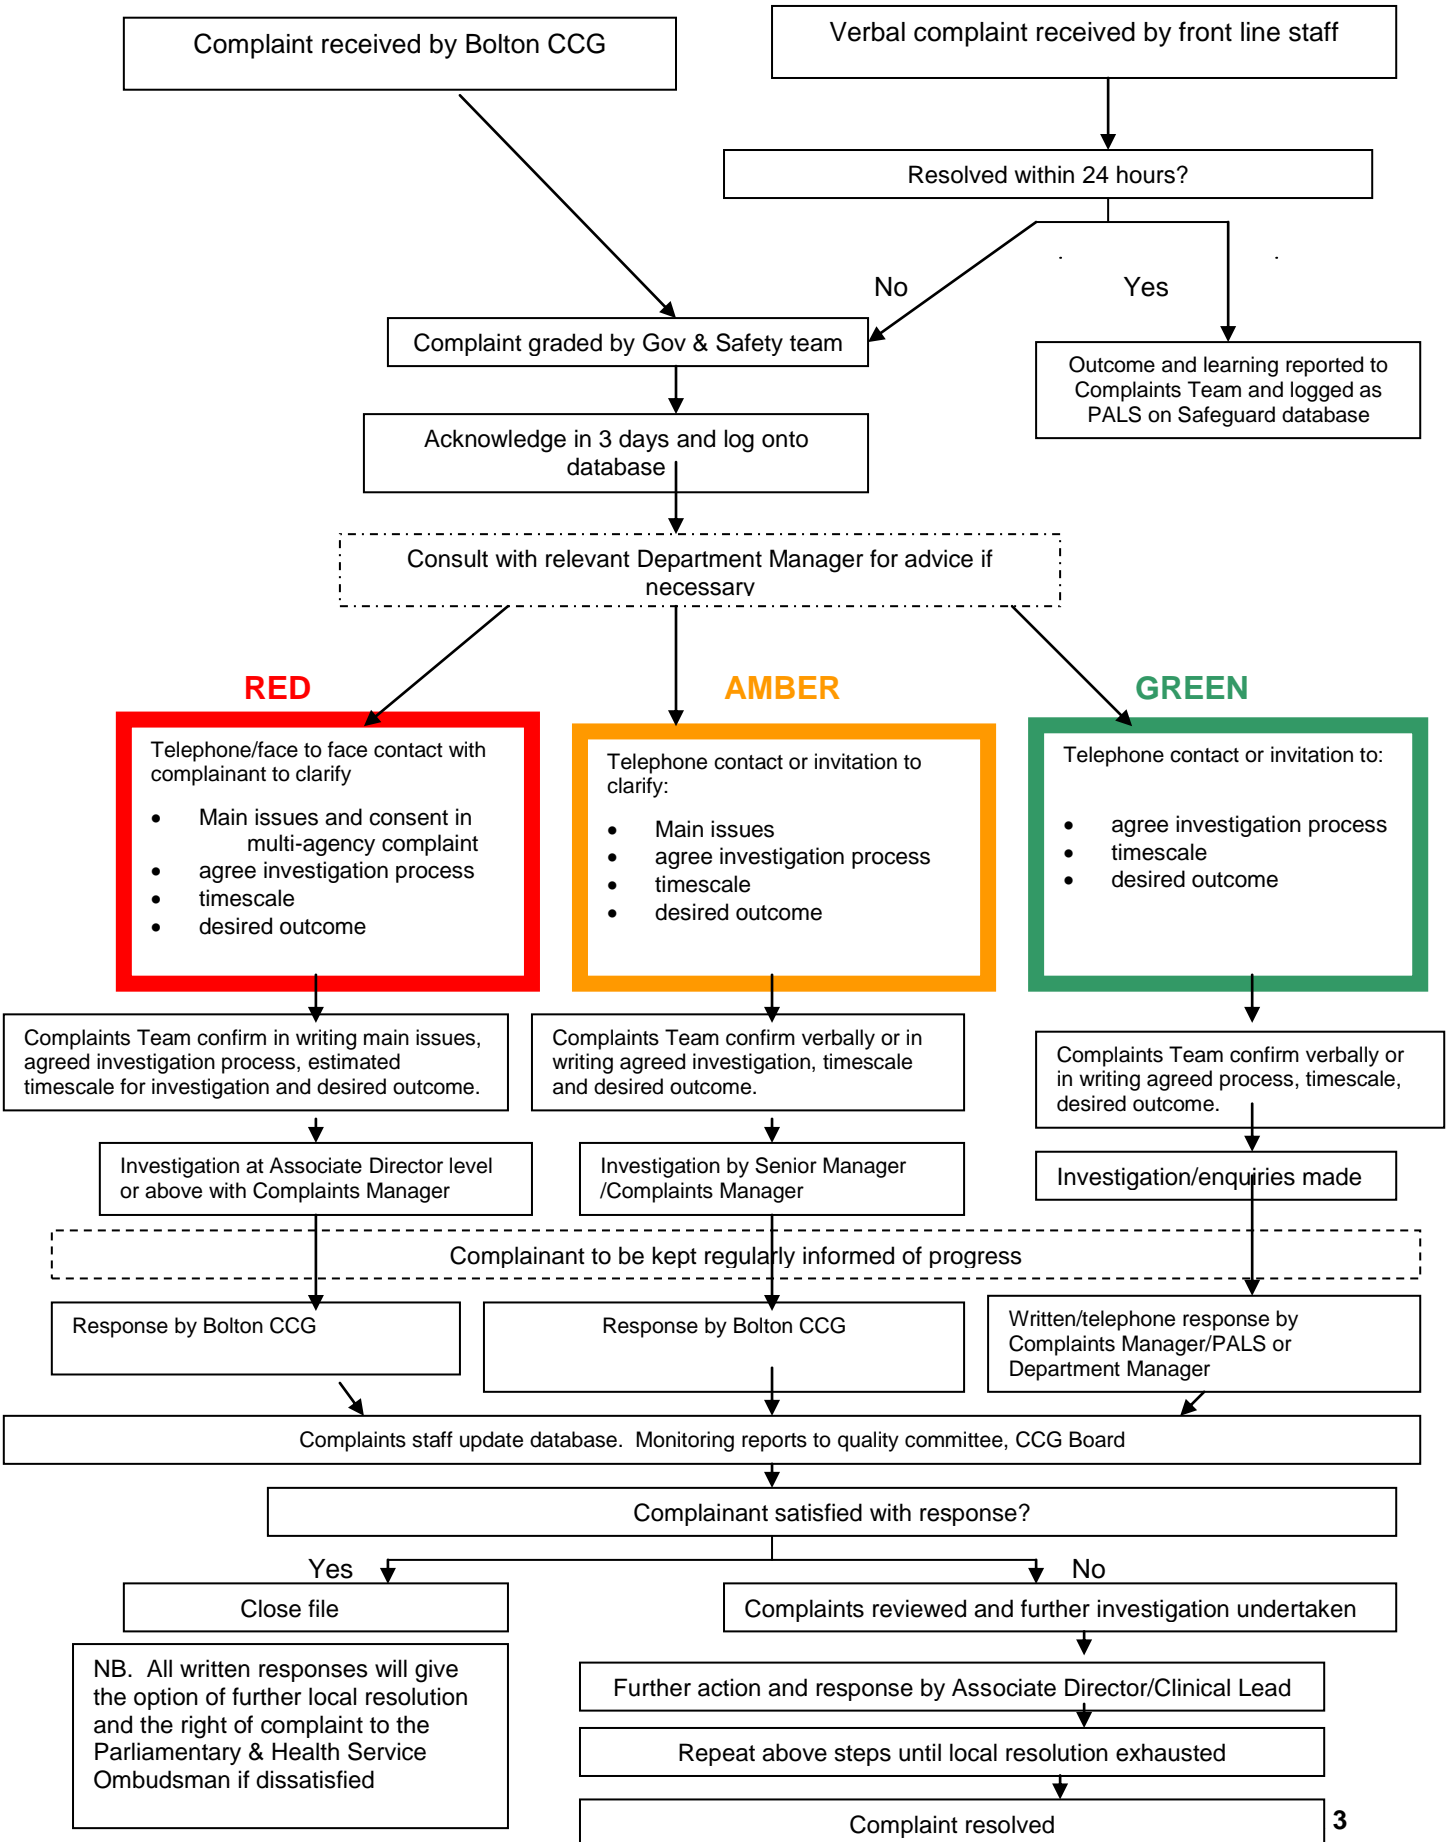 Complaint received by Bolton CCG
Verbal complaint received by front line staff
Resolved within 24 hours?
No
Yes
Complaint graded by Gov & Safety team
Outcome and learning reported to
Complaints Team and logged as
PALS on Safeguard database
Acknowledge in 3 days and log onto
database
Consult with relevant Department Manager for advice if
necessary
RED
AMBER
GREEN
Telephone/face to face contact with
complainant to clarify
• Main issues and consent in
multi-agency complaint
• agree investigation process
• timescale
• desired outcome
Telephone contact or invitation to
clarify:
• Main issues
• agree investigation process
• timescale
• desired outcome
Telephone contact or invitation to:
• agree investigation process
• timescale
• desired outcome
Complaints Team confirm in writing main issues,
agreed investigation process, estimated
timescale for investigation and desired outcome.
Complaints Team confirm verbally or in
writing agreed investigation, timescale
and desired outcome.
Complaints Team confirm verbally or
in writing agreed process, timescale,
desired outcome.
Investigation at Associate Director level
or above with Complaints Manager
Investigation by Senior Manager
/Complaints Manager
Investigation/enquiries made
Complainant to be kept regularly informed of progress
Response by Bolton CCG
Response by Bolton CCG
Written/telephone response by
Complaints Manager/PALS or
Department Manager
Complaints staff update database.  Monitoring reports to quality committee, CCG Board
Complainant satisfied with response?
Yes
No
Close file
Complaints reviewed and further investigation undertaken
NB.  All written responses will give
the option of further local resolution
and the right of complaint to the
Parliamentary & Health Service
Ombudsman if dissatisfied
Further action and response by Associate Director/Clinical Lead
Repeat above steps until local resolution exhausted
Complaint resolved
3